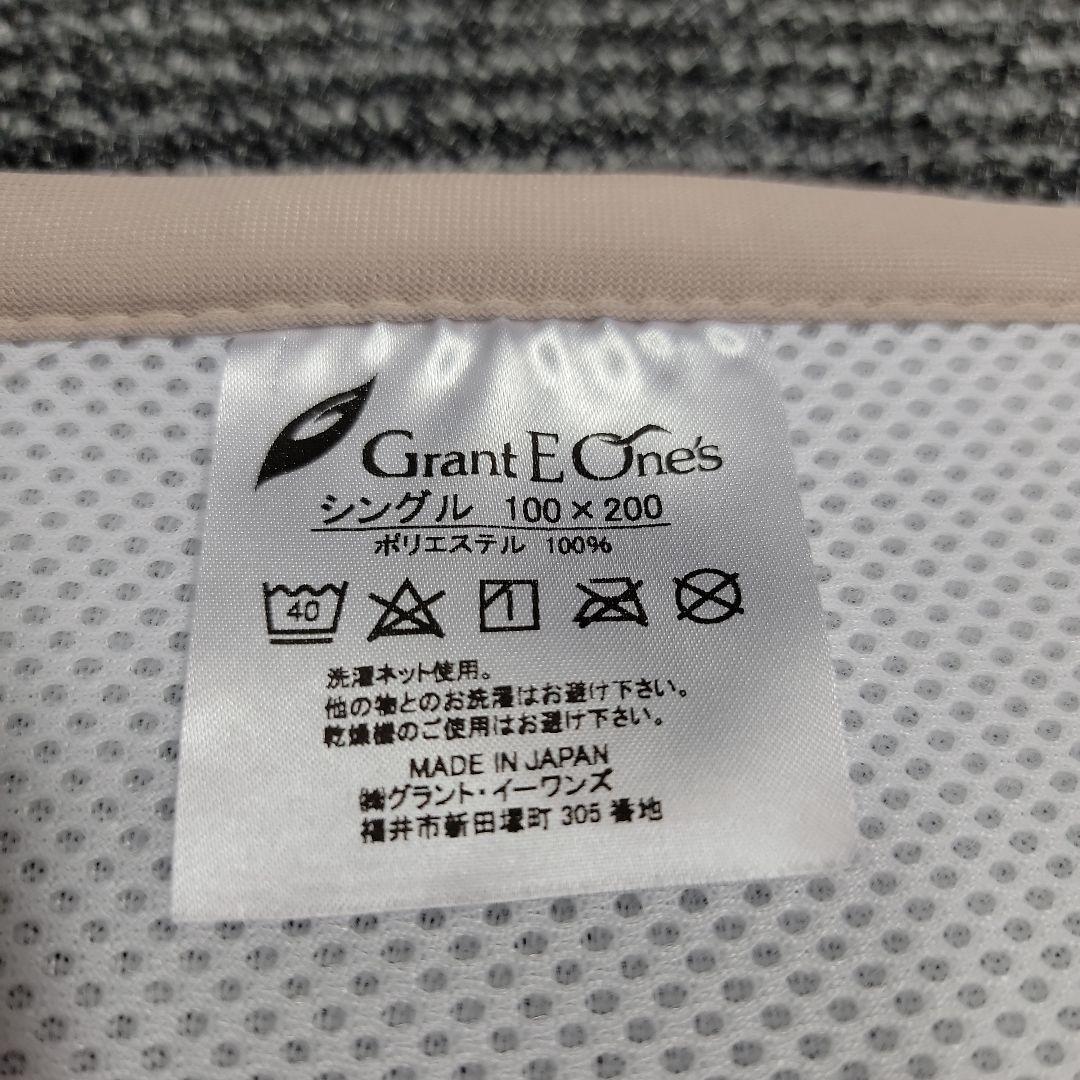 Grant E One's
シングル 100×200
ポリエステル 100%
40
洗濯ネット使用。
他の物とのお洗濯はお避け下さい。
乾燥機のご使用はお避け下さい。
MADE IN JAPAN
㈱グラント・イーワンズ
福井市新田塚町 305 番地